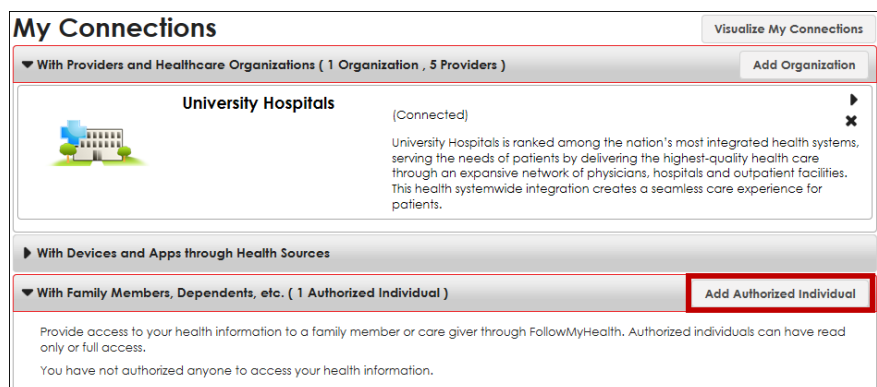 My Connections
Visualize My Connections
With Providers and Healthcare Organizations ( 1 Organization , 5 Providers )
Add Organization
University Hospitals
(Connected)
University Hospitals is ranked among the nation's most integrated health systems,
serving the needs of patients by delivering the highest-quality health care
through an expansive network of physicians, hospitals and outpatient facilities.
This health systemwide integration creates a seamless care experience for
patients.
With Devices and Apps through Health Sources
With Family Members, Dependents, etc. ( 1 Authorized Individual )
Add Authorized Individual
Provide access to your health information to a family member or care giver through FollowMyHealth. Authorized individuals can have read
only or full access.
You have not authorized anyone to access your health information.